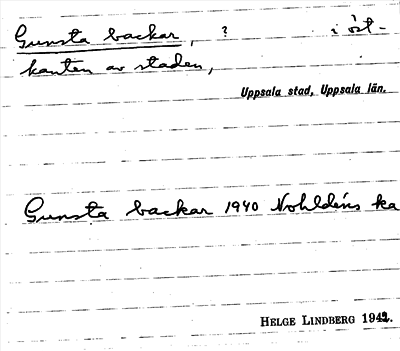 Gunsta backar, ? i öst-
kanten av staden,
Uppsala stad, Uppsala län.
Gunsta backar 1940 Nohldéns ka
HELGE LINDBERG 1942.